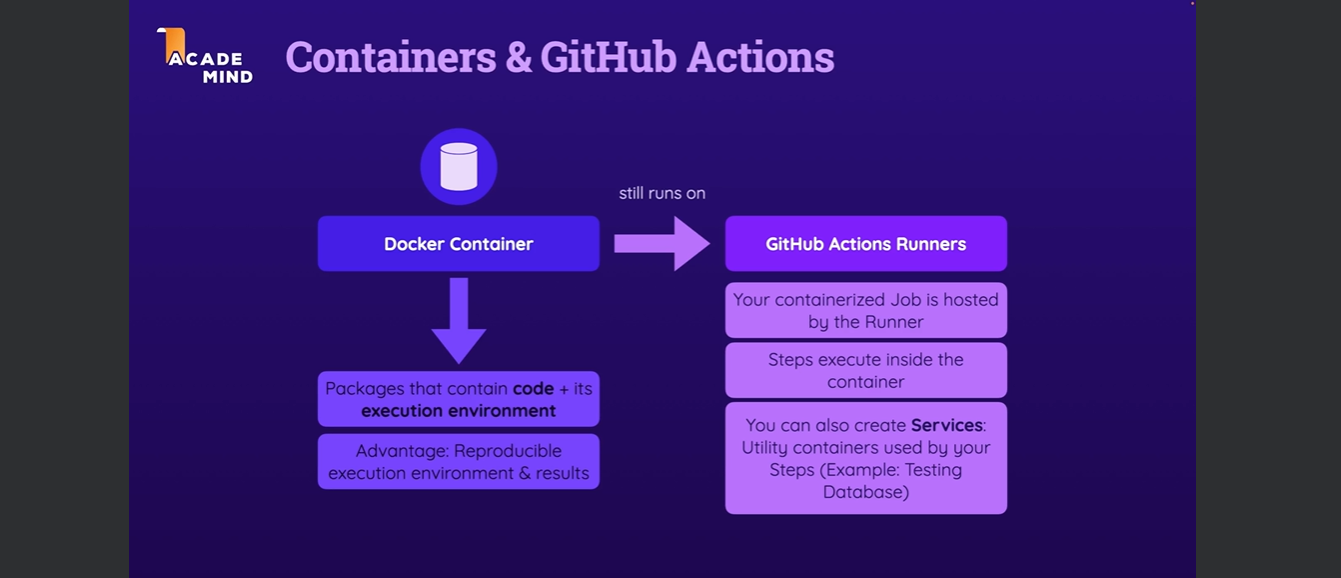 ACADE
MIND
Containers & GitHub Actions
still runs on
Docker Container
GitHub Actions Runners
Packages that contain code + its
execution environment
Advantage: Reproducible
execution environment & results
Your containerized Job is hosted
by the Runner
Steps execute inside the
container
You can also create Services:
Utility containers used by your
Steps (Example: Testing
Database)